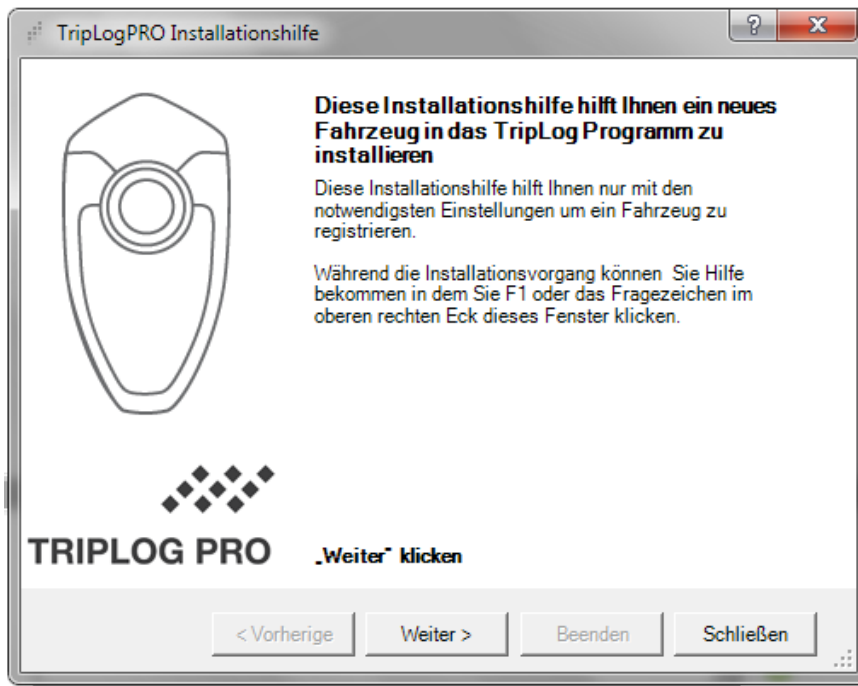 TripLogPRO Installationshilfe
?
X
Diese Installationshilfe hilft Ihnen ein neues
Fahrzeug in das TripLog Programm zu
installieren
Diese Installationshilfe hilft Ihnen nur mit den
notwendigsten Einstellungen um ein Fahrzeug zu
registrieren.
Während die Installationsvorgang können  Sie Hilfe
bekommen in dem Sie F1 oder das Fragezeichen im
oberen rechten Eck dieses Fenster klicken.
TRIPLOG PRO
„Weiter" klicken
< Vorherige
Weiter >
Beenden
Schließen